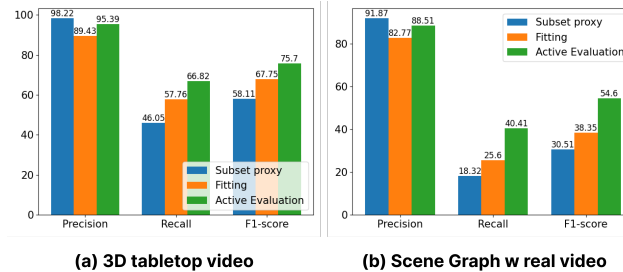 98.22
89.43
95.39
46.05
57.76
66.82
58.11
67.75
75.7
100
80
60
40
20
0
Subset proxy
Fitting
Active Evaluation
Precision Recall F1-score
(a) 3D tabletop video
91.87
82.77
88.51
18.32
25.6
40.41
30.51
38.35
54.6
80
60
40
20
0
Subset proxy
Fitting
Active Evaluation
Precision Recall F1-score
(b) Scene Graph w real video